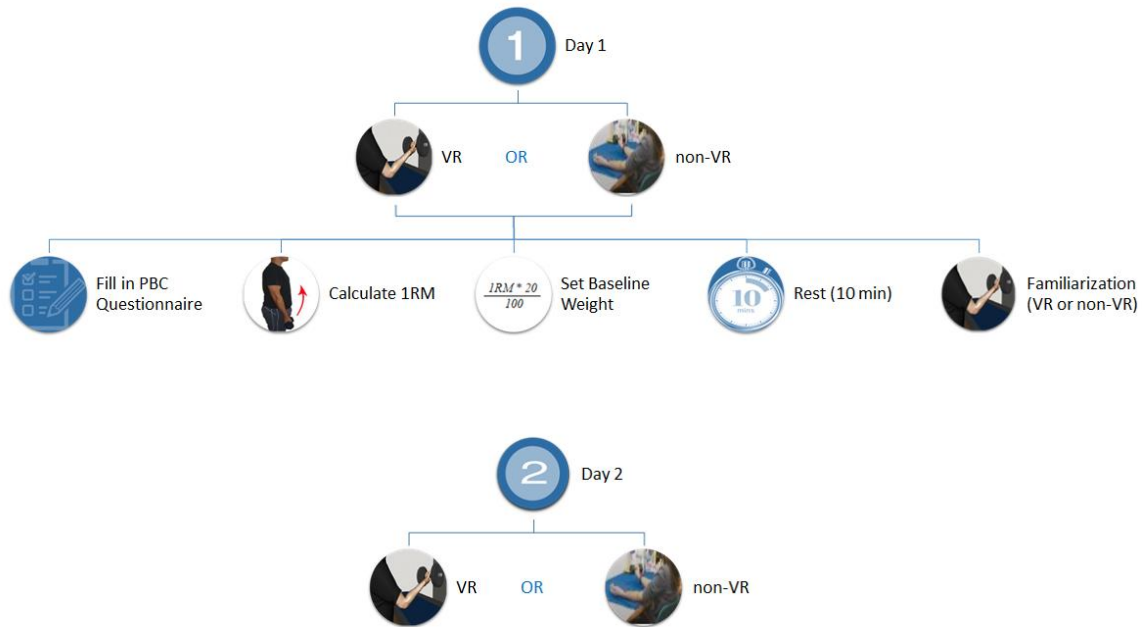 1
Day 1
VR
OR
non-VR
Fill in PBC
Questionnaire
Calculate 1RM
1RM * 20
100
Set Baseline
Weight
10
mins
Rest (10 min)
Familiarization
(VR or non-VR)
2
Day 2
VR
OR
non-VR